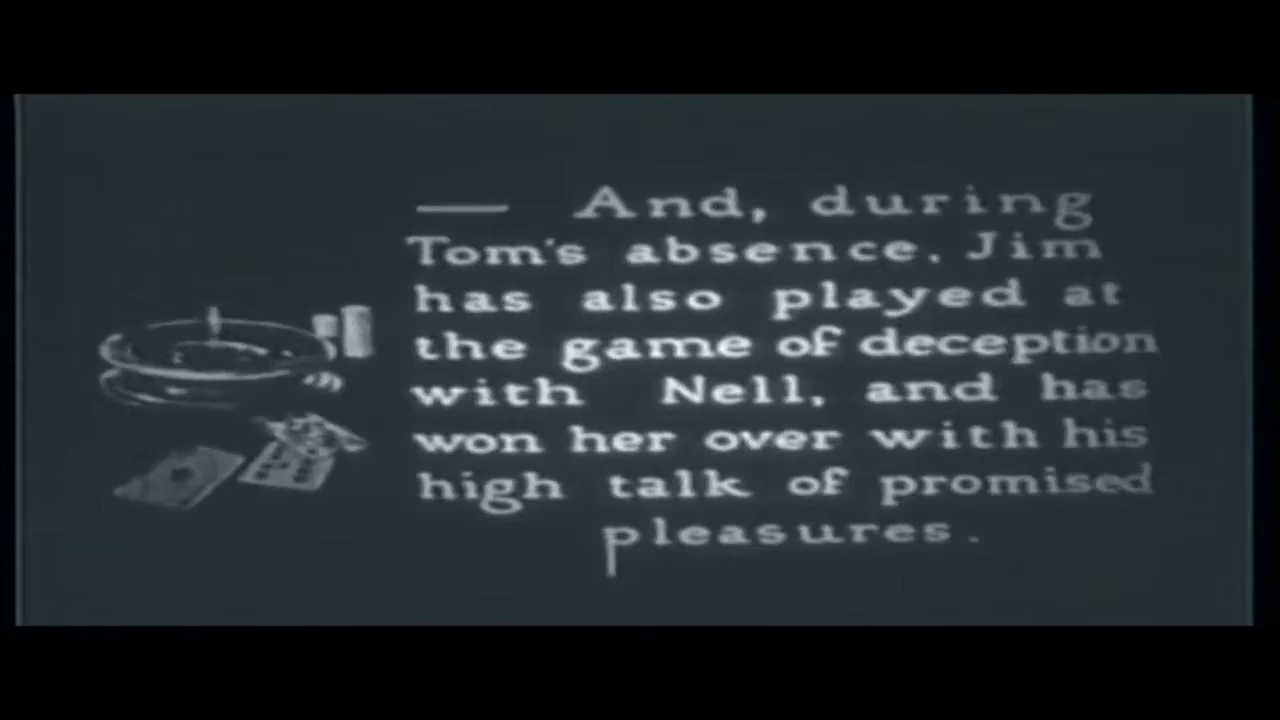 — And, during
Tom's absence, Jim
has also played at
the game of deception
with Nell, and has
won her over with his
high talk of promised
pleasures.